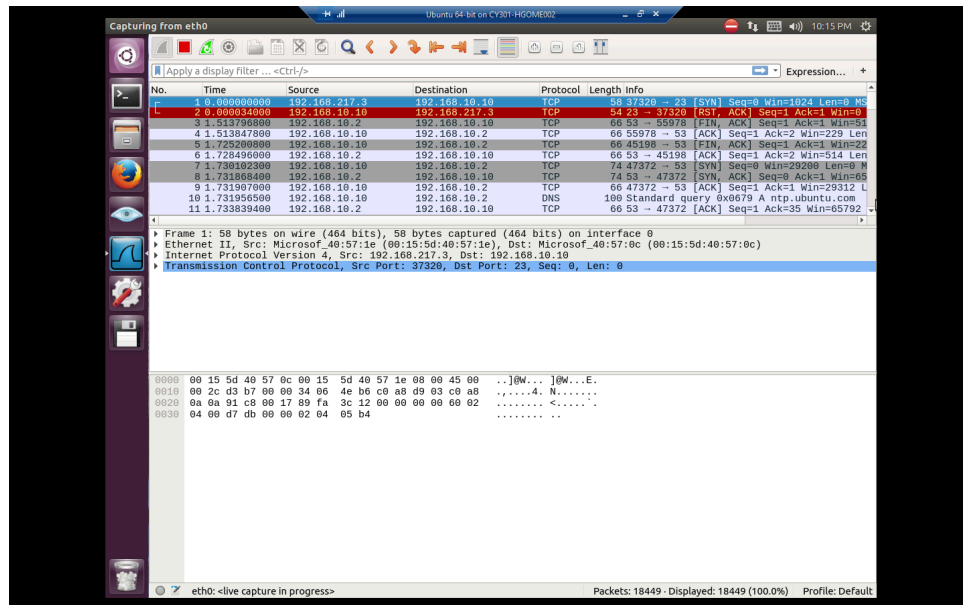 Ubuntu 64-bit on CY301-HGOME002
Capturing from eth0
10:15 PM
Apply a display filter ... <Ctrl-/>
Expression... +
No. Time Source Destination Protocol Length Info
1 0.000000000 192.168.217.3 192.168.10.10 TCP 58 37320 → 23 [SYN] Seq=0 Win=1024 Len=0 MS
2 0.000034000 192.168.10.10 192.168.217.3 TCP 54 23 → 37320 [RST, ACK] Seq=1 Ack=1 Win=0
3 1.513796800 192.168.10.2 192.168.10.10 TCP 66 53 → 55978 [FIN, ACK] Seq=1 Ack=1 Win=51
4 1.513847800 192.168.10.10 192.168.10.2 TCP 66 55978 → 53 [ACK] Seq=1 Ack=2 Win=229 Len
5 1.725200800 192.168.10.10 192.168.10.2 TCP 66 45198 → 53 [FIN, ACK] Seq=1 Ack=1 Win=22
6 1.728496000 192.168.10.2 192.168.10.10 TCP 66 53 → 45198 [ACK] Seq=1 Ack=2 Win=514 Len
7 1.730102300 192.168.10.10 192.168.10.2 TCP 74 47372 → 53 [SYN] Seq=0 Win=29200 Len=0 M
8 1.731868400 192.168.10.2 192.168.10.10 TCP 74 53 → 47372 [SYN, ACK] Seq=0 Ack=1 Win=65
9 1.731907000 192.168.10.10 192.168.10.2 TCP 66 47372 → 53 [ACK] Seq=1 Ack=1 Win=29312 L
10 1.731956500 192.168.10.10 192.168.10.2 DNS 100 Standard query 0x0679 A ntp.ubuntu.com
11 1.733839400 192.168.10.2 192.168.10.10 TCP 66 53 → 47372 [ACK] Seq=1 Ack=35 Win=65792
Frame 1: 58 bytes on wire (464 bits), 58 bytes captured (464 bits) on interface 0
Ethernet II, Src: Microsof_40:57:1e (00:15:5d:40:57:1e), Dst: Microsof_40:57:0c (00:15:5d:40:57:0c)
Internet Protocol Version 4, Src: 192.168.217.3, Dst: 192.168.10.10
Transmission Control Protocol, Src Port: 37320, Dst Port: 23, Seq: 0, Len: 0
0000 00 15 5d 40 57 0c 00 15 5d 40 57 1e 08 00 45 00 ..]@W... ]@W...E.
0010 00 2c d3 b7 00 00 34 06 4e b6 c0 a8 d9 03 c0 a8 .,....4. N.......
0020 0a 0a 91 c8 00 17 89 fa 3c 12 00 00 00 00 60 02 ........ <.....`.
0030 04 00 d7 db 00 00 02 04 05 b4 ........ ..
eth0: <live capture in progress>
Packets: 18449 · Displayed: 18449 (100.0%) Profile: Default